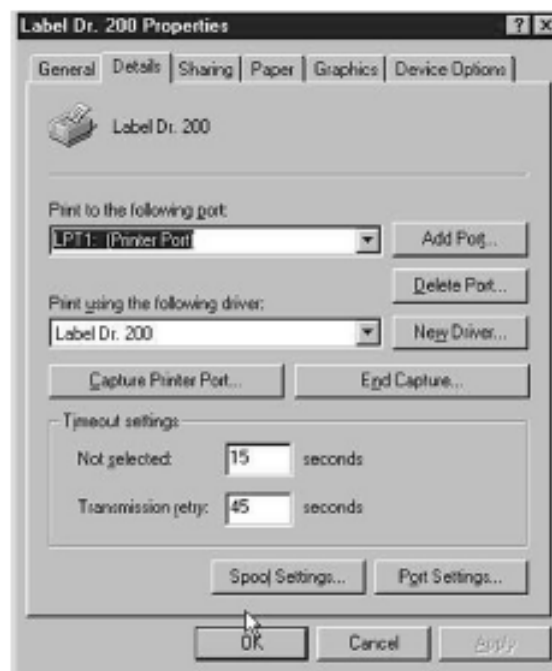 Label Dr. 200 Properties
General Details Sharing Paper Graphics Device Options
Label Dr. 200
Print to the following port:
LPT1: (Printer Port) Add Port...
Delete Port...
Print using the following driver:
Label Dr. 200 New Driver...
Capture Printer Port... End Capture...
Timeout settings
Not selected: 15 seconds
Transmission retry: 45 seconds
Spool Settings... Port Settings...
OK Cancel Apply